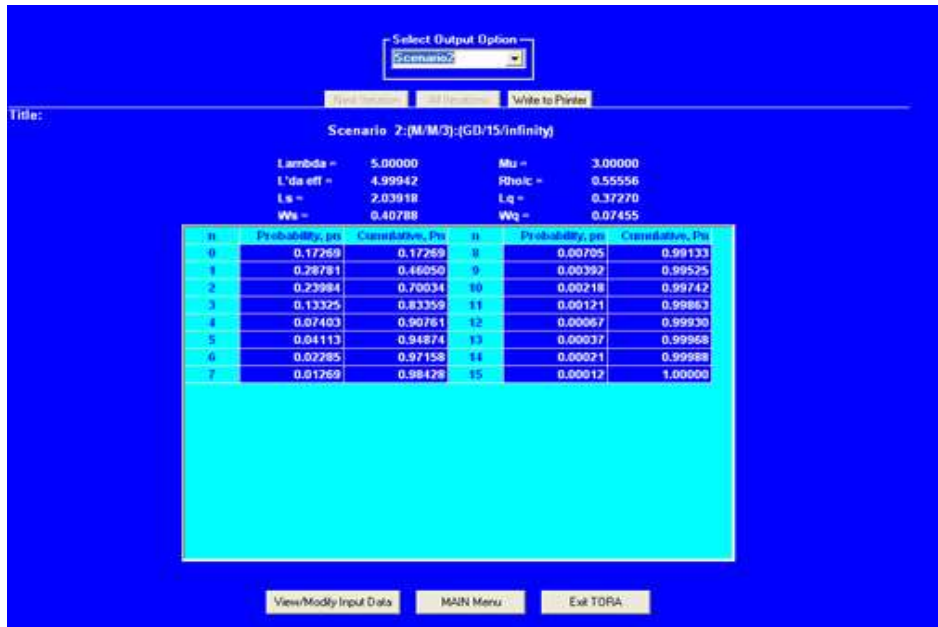 Select Output Option
Scenario2
Next Iteration All Iterations Write to Printer
Title:
Scenario 2:(M/M/3):(GD/15/infinity)
Lambda = 5.00000 Mu = 3.00000
L'da eff = 4.99942 Rho/c = 0.55556
Ls = 2.03918 Lq = 0.37270
Ws = 0.40788 Wq = 0.07455
n Probability, pn Cumulative, Pn n Probability, pn Cumulative, Pn
0 0.17269 0.17269 8 0.00705 0.99133
1 0.28781 0.46050 9 0.00392 0.99525
2 0.23984 0.70034 10 0.00218 0.99742
3 0.13325 0.83359 11 0.00121 0.99863
4 0.07403 0.90761 12 0.00067 0.99930
5 0.04113 0.94874 13 0.00037 0.99968
6 0.02285 0.97158 14 0.00021 0.99988
7 0.01269 0.98428 15 0.00012 1.00000
View/Modify Input Data MAIN Menu Exit TORA